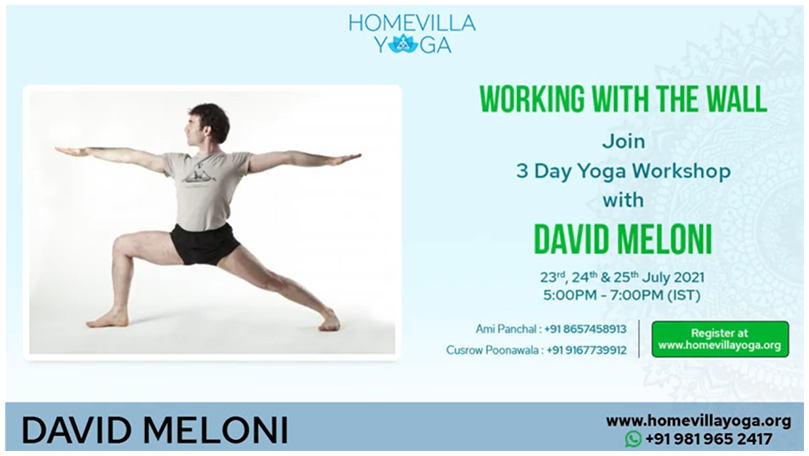 HOMEVILLA
YOGA
WORKING WITH THE WALL
Join
3 Day Yoga Workshop
with
DAVID MELONI
23rd, 24th & 25th July 2021
5:00PM - 7:00PM (IST)
Ami Panchal : +91 8657458913
Cusrow Poonawala : +91 9167739912
Register at
www.homevillayoga.org
DAVID MELONI
www.homevillayoga.org
+91 981 965 2417